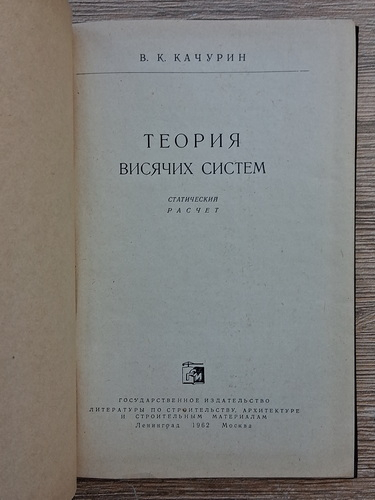 В. К. КАЧУРИН
ТЕОРИЯ
ВИСЯЧИХ СИСТЕМ
СТАТИЧЕСКИЙ
РАСЧЕТ
ГОСУДАРСТВЕННОЕ ИЗДАТЕЛЬСТВО
ЛИТЕРАТУРЫ ПО СТРОИТЕЛЬСТВУ, АРХИТЕКТУРЕ
И СТРОИТЕЛЬНЫМ МАТЕРИАЛАМ
Ленинград 1962 Москва